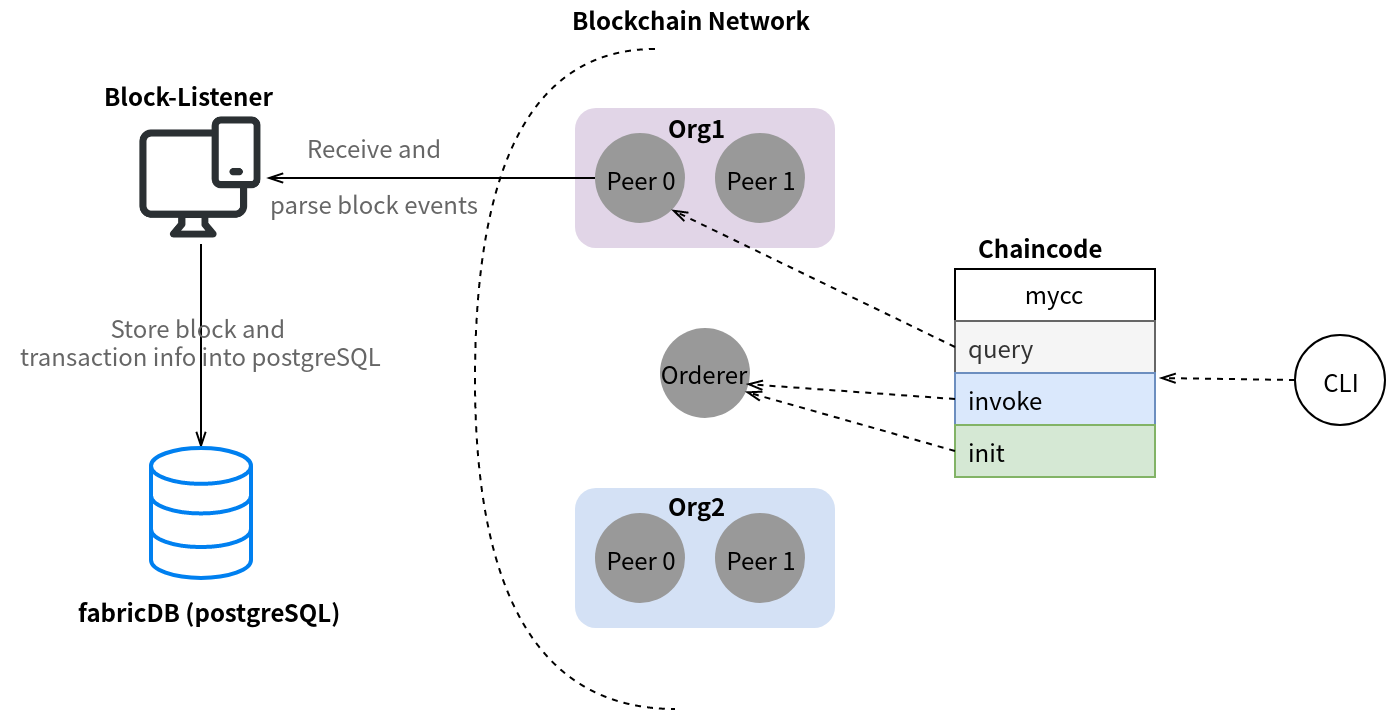 Blockchain Network
Block-Listener
Receive and
parse block events
Org1
Peer 0
Peer 1
Chaincode
mycc
query
invoke
init
CLI
Orderer
Store block and
transaction info into postgreSQL
Org2
Peer 0
Peer 1
fabricDB (postgreSQL)